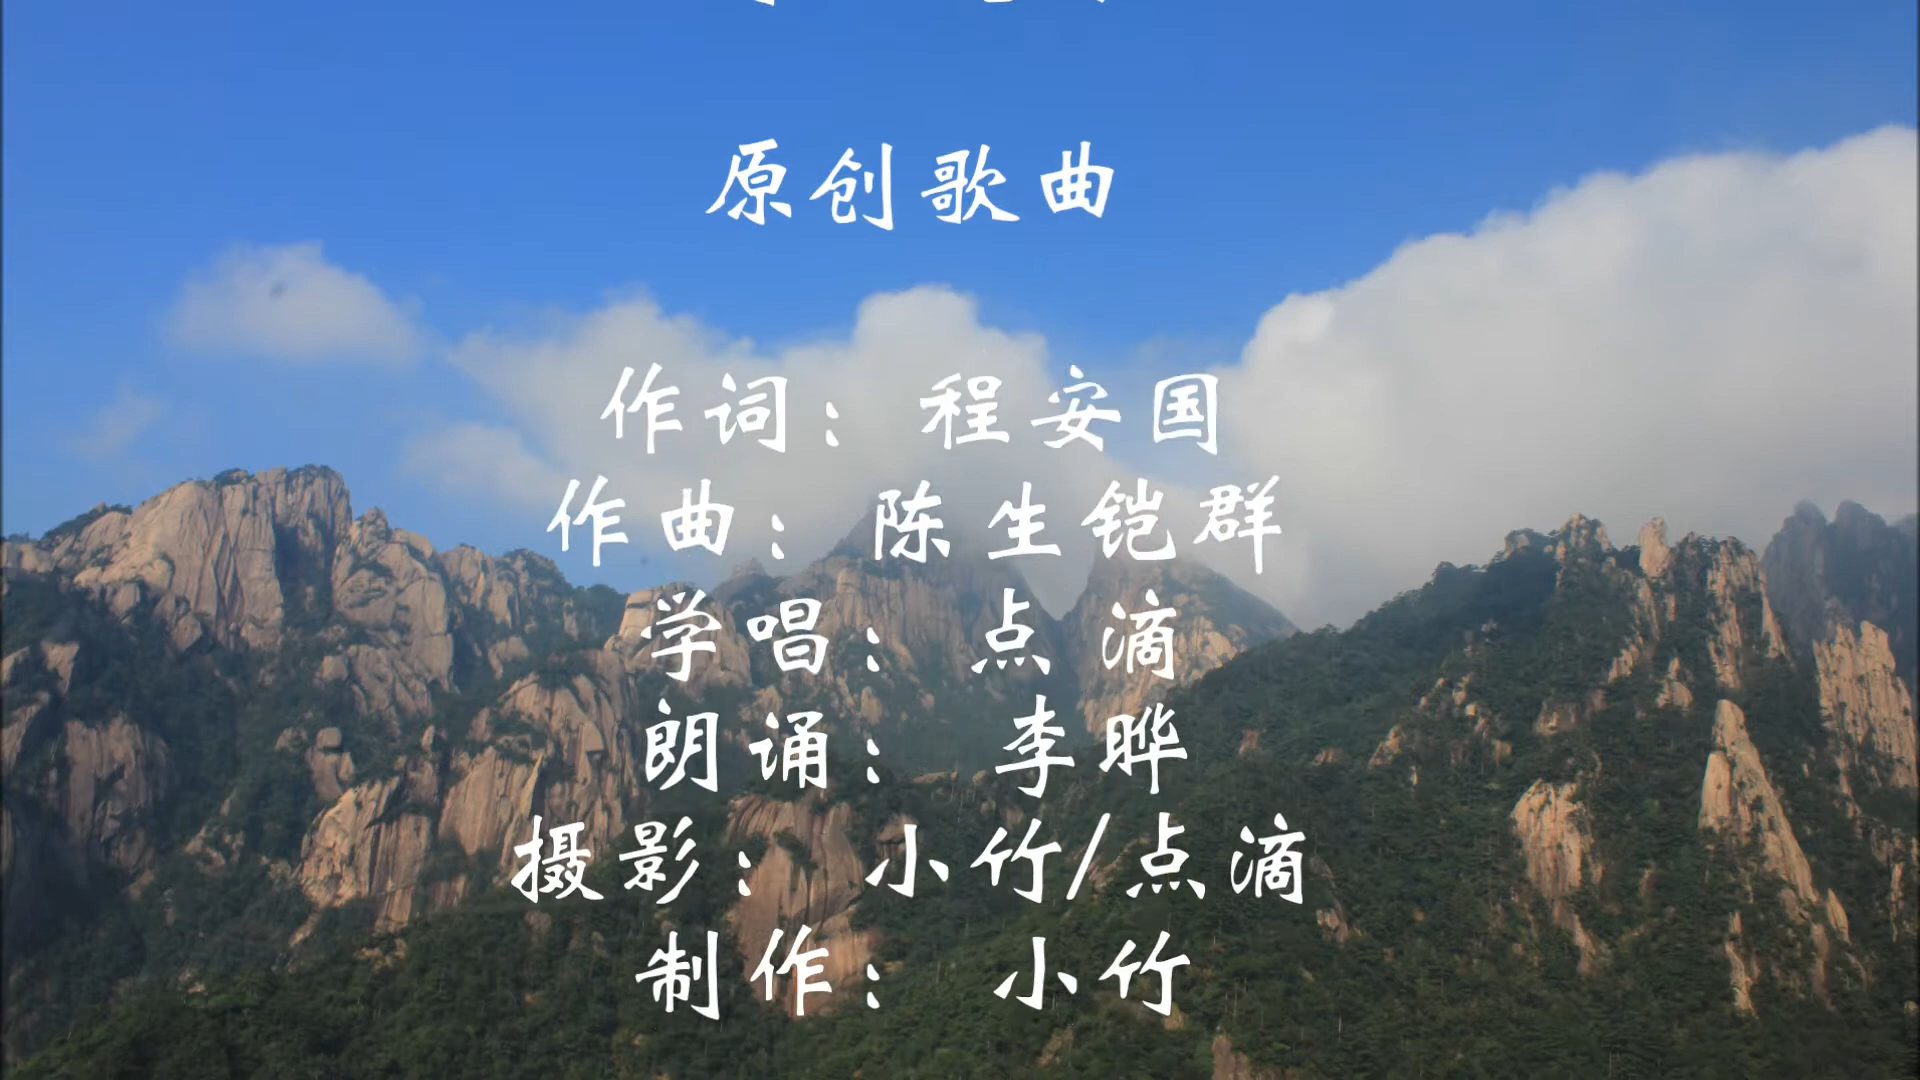 原创歌曲
作词：程安国
作曲：陈生铠群
学唱：点滴
朗诵：李晔
摄影：小竹/点滴
制作：小竹